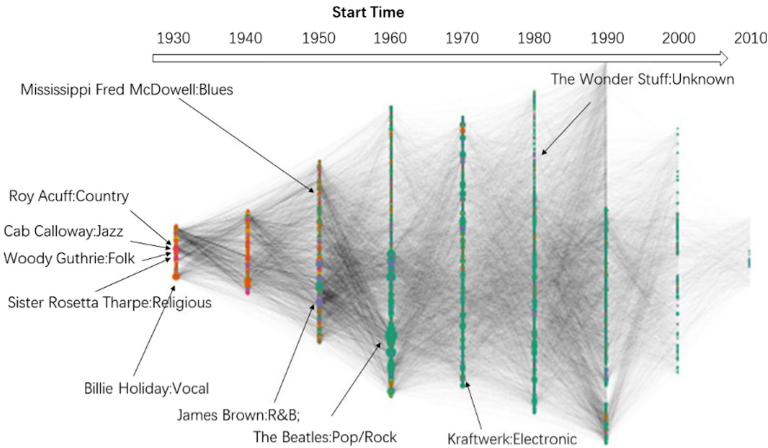 Start Time
1930 1940 1950 1960 1970 1980 1990 2000 2010
The Wonder Stuff:Unknown
Mississippi Fred McDowell:Blues
Roy Acuff:Country
Cab Calloway:Jazz
Woody Guthrie:Folk
Sister Rosetta Tharpe:Religious
Billie Holiday:Vocal
James Brown:R&B;
The Beatles:Pop/Rock
Kraftwerk:Electronic